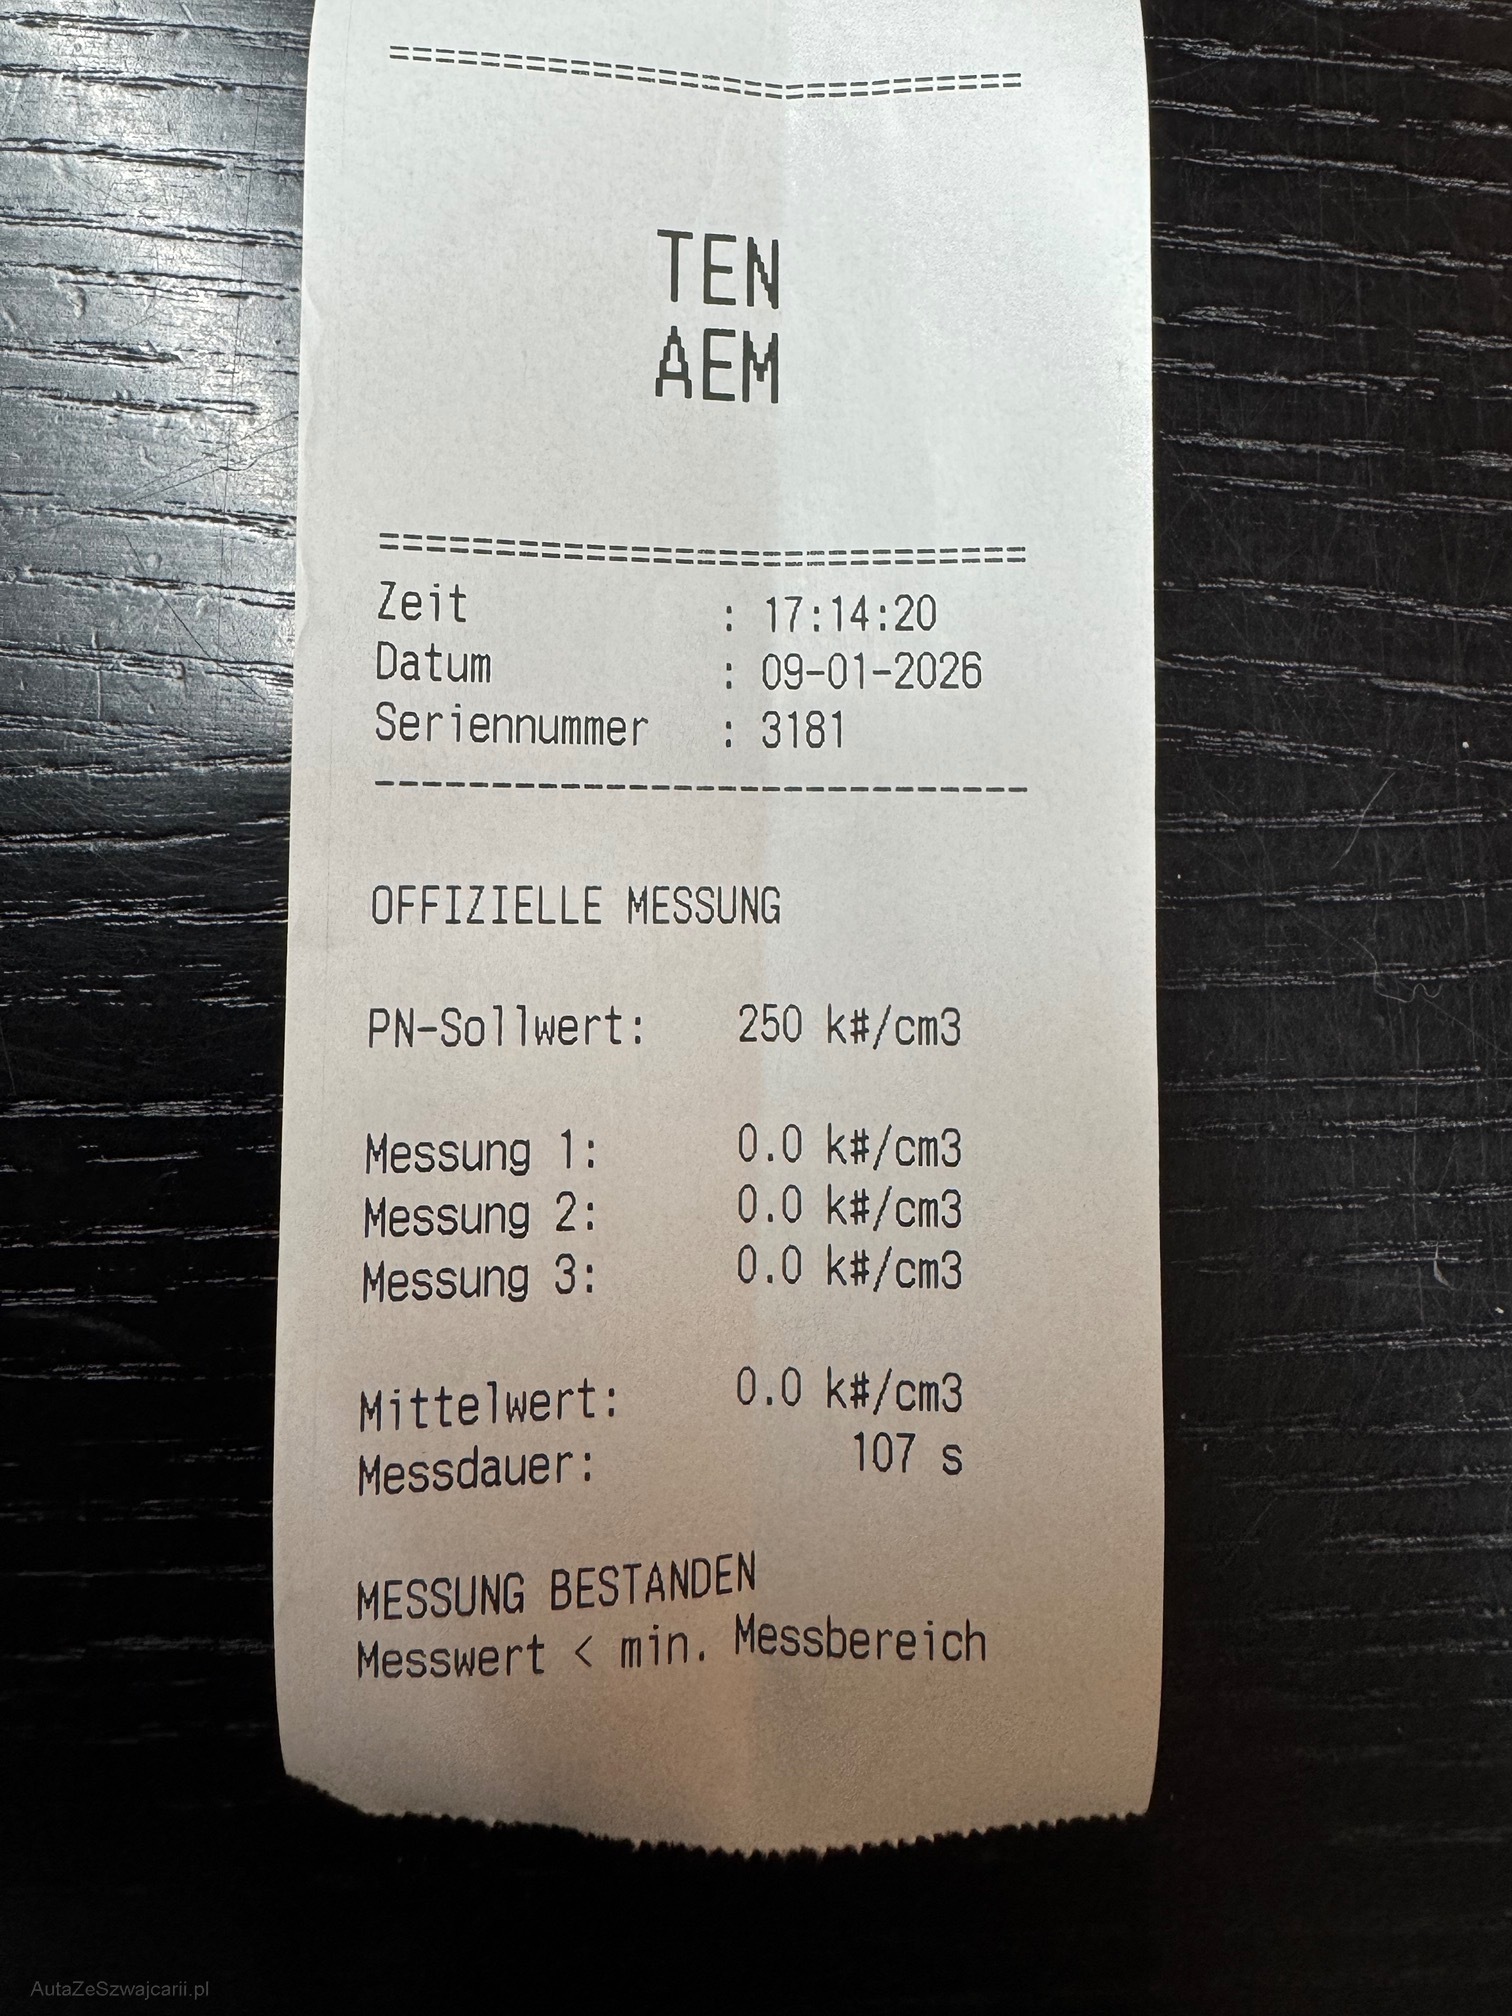 ============================
TEN
AEM
============================
Zeit : 17:14:20
Datum : 09-01-2026
Seriennummer : 3181
----------------------------
OFFIZIELLE MESSUNG
PN-Sollwert: 250 k#/cm3
Messung 1: 0.0 k#/cm3
Messung 2: 0.0 k#/cm3
Messung 3: 0.0 k#/cm3
Mittelwert: 0.0 k#/cm3
Messdauer: 107 s
MESSUNG BESTANDEN
Messwert < min. Messbereich
AutaZeSzwajcarii.pl